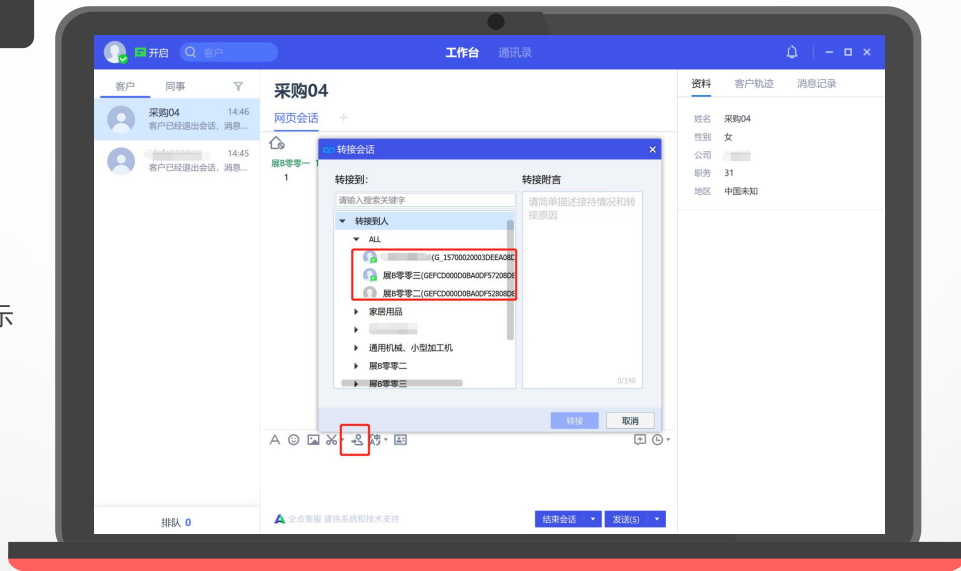 示
开启
客户
工作台
通讯录
客户
同事
采购04
14:46
客户已经退出会话，消息...
14:45
客户已经退出会话，消息...
排队 0
采购04
网页会话
展B零零一 1
1
转接会话
转接到:
请输入搜索关键字
转接到人
ALL
(G_15700020003DEEA08D
展B零零三(GEFCD000D0BA0DF57208DE
展B零零二(GEFCD000D0BA0DF52808DE
家居用品
通用机械、小型加工机
展B零零二
展B零零三
转接附言
请简单描述接待情况和转
接原因
0/140
转接
取消
企点客服 提供系统和技术支持
结束会话
发送(S)
资料
客户轨迹
消息记录
姓名 采购04
性别 女
公司
职务 31
地区 中国未知